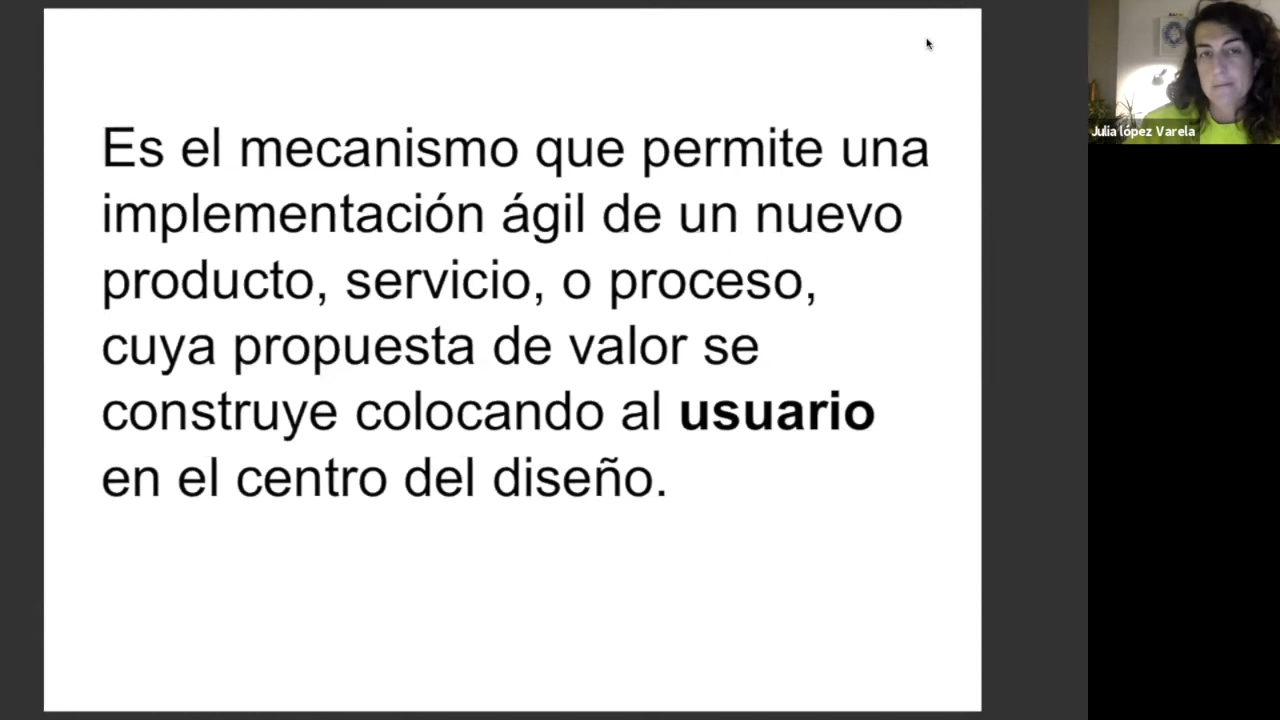 Es el mecanismo que permite una
implementación ágil de un nuevo
producto, servicio, o proceso,
cuya propuesta de valor se
construye colocando al usuario
en el centro del diseño.
Julia lópez Varela